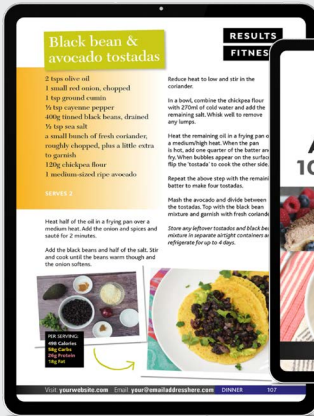 Black bean &
avocado tostadas
RESULTS
FITNESS
2 tsps olive oil
1 small red onion, chopped
1 tsp ground cumin
½ tsp cayenne pepper
400g tinned black beans, drained
½ tsp sea salt
a small bunch of fresh coriander,
roughly chopped, plus a little extra
to garnish
120g chickpea flour
1 medium-sized ripe avocado
SERVES 2
Heat half of the oil in a frying pan over a
medium heat. Add the onion and spices and
sauté for 2 minutes.
Add the black beans and half of the salt. Stir
and cook until the beans warm though and
the onion softens.
Reduce heat to low and stir in the
coriander.
In a bowl, combine the chickpea flour
with 270ml of cold water and add the
remaining salt. Whisk well to remove
any lumps.
Heat the remaining oil in a frying pan o
a medium/high heat. When the pan
is hot, add one quarter of the batter an
fry. When bubbles appear on the surfac
flip the 'tostada' to cook the other side.
Repeat the above step with the remaini
batter to make four tostadas.
Mash the avocado and divide between
the tostadas. Top with the black bean
mixture and garnish with fresh coriande
Store any leftover tostadas and black bea
mixture in separate airtight containers an
refrigerate for up to 4 days.
PER SERVING:
498 Calories
58g Carbs
26g Protein
18g Fat
Visit yourwebsite.com Email your@emailaddresshere.com DINNER 107
A
10